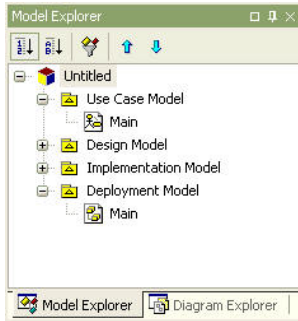 Model Explorer
Untitled
Use Case Model
Main
Design Model
Implementation Model
Deployment Model
Main
Model Explorer Diagram Explorer